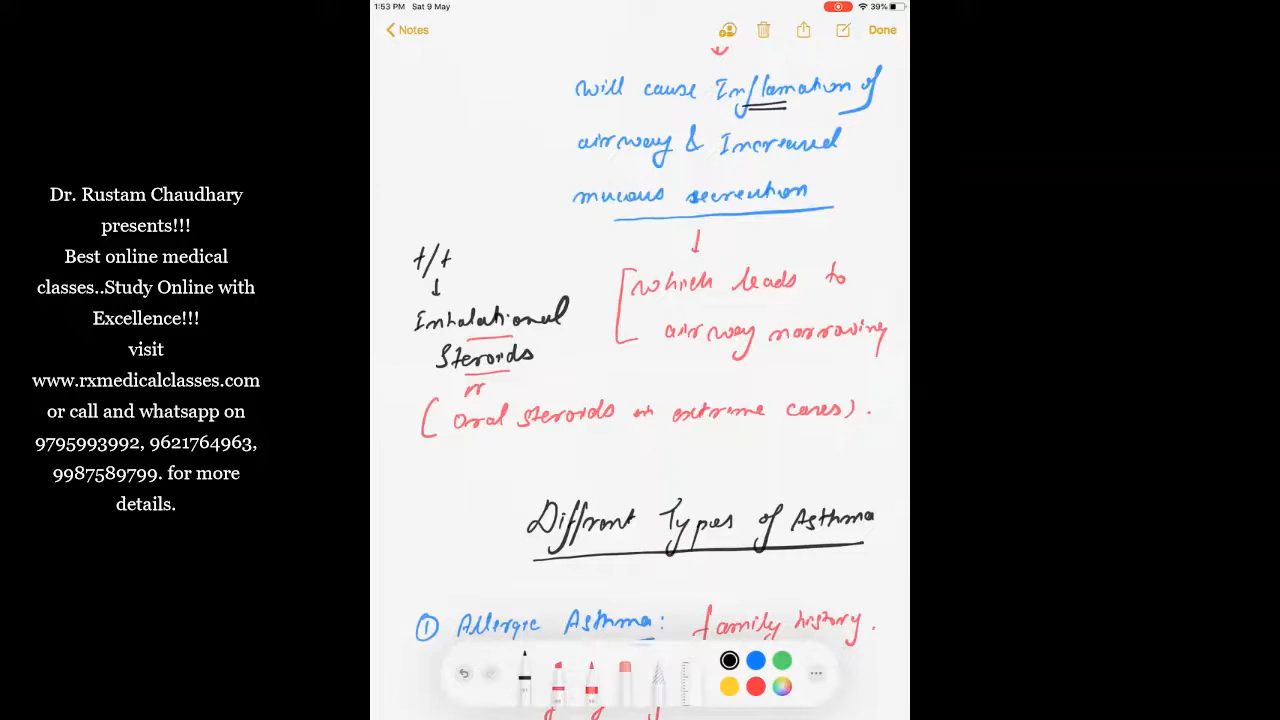 1:53 PM Sat 9 May
39%
Notes
Done
will cause Inflamation of
airway & Increased
mucous secreution
t/t
Inhalational
Steroids
which leads to
airway narrowing
or
(oral steroids in extrime cases).
Diffrent Types of Asthma
① Allergic Asthma: family history.
Dr. Rustam Chaudhary
presents!!!
Best online medical
classes..Study Online with
Excellence!!!
visit
www.rxmedicalclasses.com
or call and whatsapp on
9795993992, 9621764963,
9987589799. for more
details.